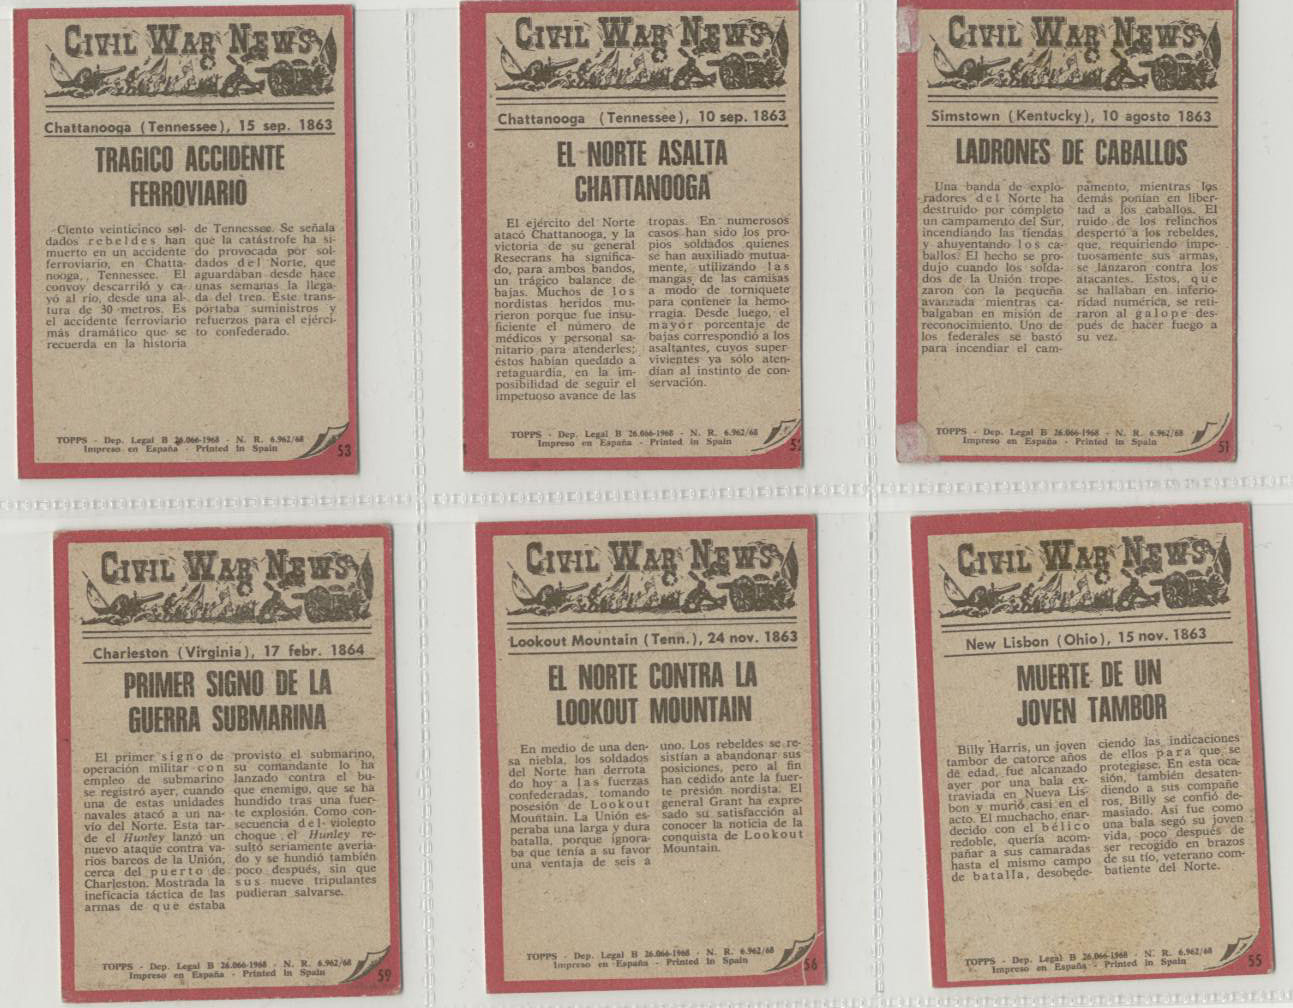 CIVIL WAR NEWS
Chattanooga (Tennessee), 15 sep. 1863
TRAGICO ACCIDENTE
FERROVIARIO
Ciento veinticinco sol-
dados rebeldes han
muerto en un accidente
ferroviario, en Chatta-
nooga,, Tennessee. El
convoy descarriló y ca-
yó al río, desde una al-
tura de 30 metros. Es
el accidente ferroviario
más dramático que se
recuerda en la historia
de Tennessee. Se señala
que la catástrofe ha si-
do provocada por sol-
dados del Norte, que
aguardaban desde hace
unas semanas la llega-
da del tren. Este trans-
portaba suministros y
refuerzos para el ejérci-
to confederado.
TOPPS - Dep. Legal B 26.066-1968 - N. R. 6.962/68
Impreso en España - Printed in Spain
53
CIVIL WAR NEWS
Chattanooga (Tennessee), 10 sep. 1863
EL NORTE ASALTA
CHATTANOOGA
El ejército del Norte
atacó Chattanooga, y la
victoria de su general
Resecrans ha significa-
do, para ambos bandos,
un trágico balance de
bajas. Muchos de los
nordistas heridos mu-
rieron porque fue insu-
ficiente el número de
médicos y personal sa-
nitario para atenderles;
éstos habían quedado a
retaguardia, en la im-
posibilidad de seguir el
impetuoso avance de las
tropas. En numerosos
casos han sido los pro-
pios soldados quienes
se han auxiliado mutua-
mente, utilizando las
mangas de las camisas
a modo de torniquete
para contener la hemo-
rragia. Desde luego, el
mayor porcentaje de
bajas correspondió a los
asaltantes, cuyos super-
vivientes ya sólo aten-
dían al instinto de con-
servación.
TOPPS - Dep. Legal B 26.066-1968 - N. R. 6.962/68
Impreso en España - Printed in Spain
52
CIVIL WAR NEWS
Simstown (Kentucky), 10 agosto 1863
LADRONES DE CABALLOS
Una banda de explo-
radores del Norte ha
destruido por completo
un campamento del Sur,
incendiando las tiendas
y ahuyentando los ca-
ballos. El hecho se pro-
dujo cuando los solda-
dos de la Unión trope-
zaron con la pequeña
avanzada mientras ca-
balgaban en misión de
reconocimiento. Uno de
los federales se bastó
para incendiar el cam-
pamento, mientras los
demás ponían en liber-
tad a los caballos. El
ruido de los relinchos
despertó a los rebeldes,
que, requiriendo impe-
tuosamente sus armas,
se lanzaron contra los
atacantes. Estos, que
se hallaban en inferio-
ridad numérica, se reti-
raron al galope des-
pués de hacer fuego a
su vez.
TOPPS - Dep. Legal B 26.066-1968 - N. R. 6.962/68
Impreso en España - Printed in Spain
51
CIVIL WAR NEWS
Charleston (Virginia), 17 febr. 1864
PRIMER SIGNO DE LA
GUERRA SUBMARINA
El primer signo de
operación militar con
empleo de submarino
se registró ayer, cuando
una de estas unidades
navales atacó a un na-
vío del Norte. Esta tar-
de el Hunley lanzó un
nuevo ataque contra va-
rios barcos de la Unión,
cerca del puerto de
Charleston. Mostrada la
ineficacia táctica de las
armas de que estaba
provisto el submarino,
su comandante lo ha
lanzado contra el bu-
que enemigo, que se ha
hundido tras una fuer-
te explosión. Como con-
secuencia del violento
choque el Hunley re-
sultó seriamente averia-
do y se hundió también
poco después, sin que
sus nueve tripulantes
pudieran salvarse.
TOPPS - Dep. Legal B 26.066-1968 - N. R. 6.962/68
Impreso en España - Printed in Spain
59
CIVIL WAR NEWS
Lookout Mountain (Tenn.), 24 nov. 1863
EL NORTE CONTRA LA
LOOKOUT MOUNTAIN
En medio de una den-
sa niebla, los soldados
del Norte han derrota
do hoy a las fuerzas
confederadas, tomando
posesión de Lookout
Mountain. La Unión es-
peraba una larga y dura
batalla, porque ignora-
ba que tenía a su favor
una ventaja de seis a
uno. Los rebeldes se re-
sistían a abandonar sus
posiciones, pero al fin
han cedido ante la fuer-
te presión nordista. El
general Grant ha expre-
sado su satisfacción al
conocer la noticia de la
conquista de Lookout
Mountain.
TOPPS - Dep. Legal B 26.066-1968 - N. R. 6.962/68
Impreso en España - Printed in Spain
56
CIVIL WAR NEWS
New Lisbon (Ohio), 15 nov. 1863
MUERTE DE UN
JOVEN TAMBOR
Billy Harris, un joven
tambor de catorce años
de edad, fue alcanzado
ayer por una bala ex-
traviada en Nueva Lis-
bon y murió casi en el
acto. El muchacho, enar-
decido con el bélico
redoble, quería acom-
pañar a sus camaradas
hasta el mismo campo
de batalla, desobede-
ciendo las indicaciones
de ellos para que se
protegiese. En esta oca-
sión, también desaten-
diendo a sus compañe
ros, Billy se confió de-
masiado. Así fue como
una bala segó su joven
vida, poco después de
ser recogido en brazos
de su tío, veterano com-
batiente del Norte.
TOPPS - Dep. Legal B 26.066-1968 - N. R. 6.962/68
Impreso en España - Printed in Spain
55